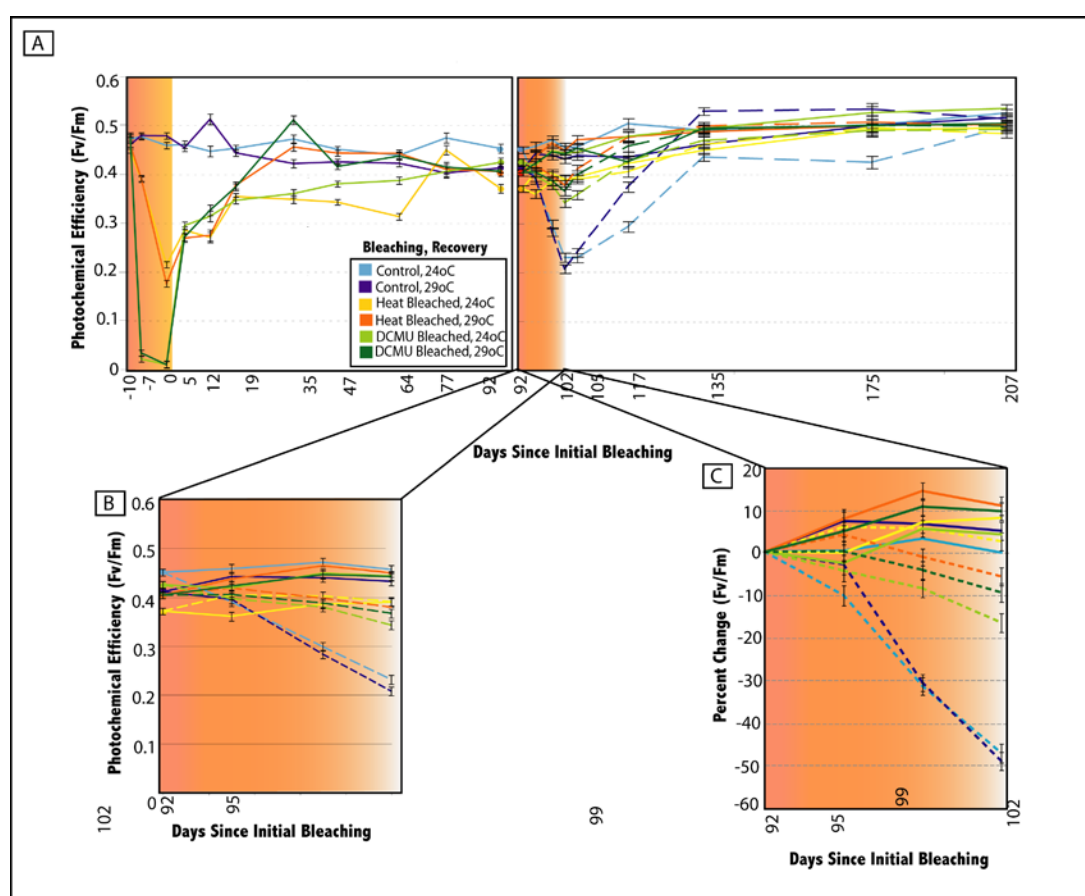 A
Photochemical Efficiency (Fv/Fm)
0.6
0.5
0.4
0.3
0.2
0.1
0
Bleaching, Recovery
Control, 24oC
Control, 29oC
Heat Bleached, 24oC
Heat Bleached, 29oC
DCMU Bleached, 24oC
DCMU Bleached, 29oC
-10 -7 0 5 12 19 35 47 64 77 92 92 102 105 117 135 175 207
Days Since Initial Bleaching
B
Photochemical Efficiency (Fv/Fm)
0.6
0.5
0.4
0.3
0.2
0.1
0
92 95
102
Days Since Initial Bleaching
99
C
Percent Change (Fv/Fm)
20
10
0
-10
-20
-30
-40
-50
-60
92 95 99 102
Days Since Initial Bleaching